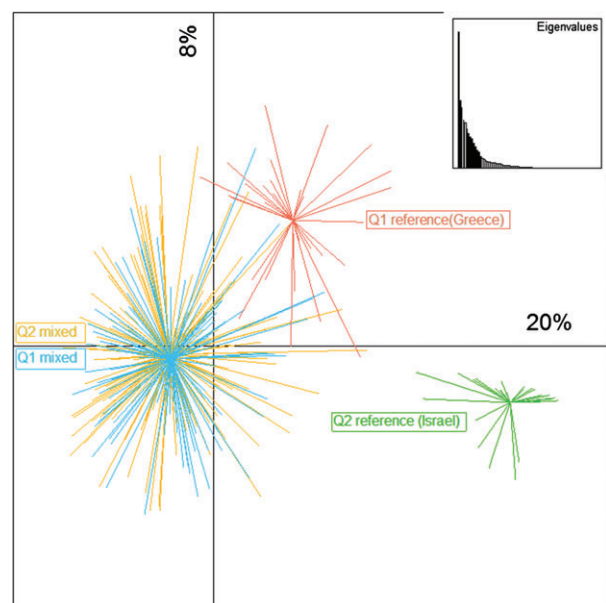 8%
Eigenvalues
Q1 reference(Greece)
Q2 mixed
20%
Q1 mixed
Q2 reference (Israel)